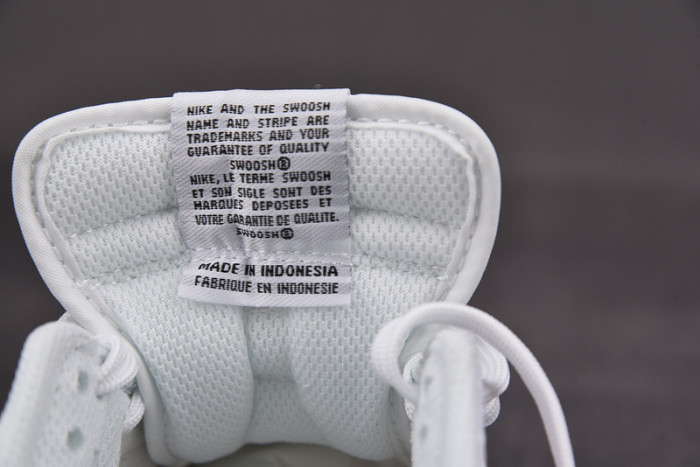 NIKE AND THE SWOOSH
NAME AND STRIPE ARE
TRADEMARKS AND YOUR
GUARANTEE OF QUALITY
SWOOSH®
NIKE, LE TERME SWOOSH
ET SON SIGLE SONT DES
MARQUES DEPOSEES ET
VOTRE GARANTIE DE QUALITE.
SWOOSH®
MADE IN INDONESIA
FABRIQUE EN INDONESIE